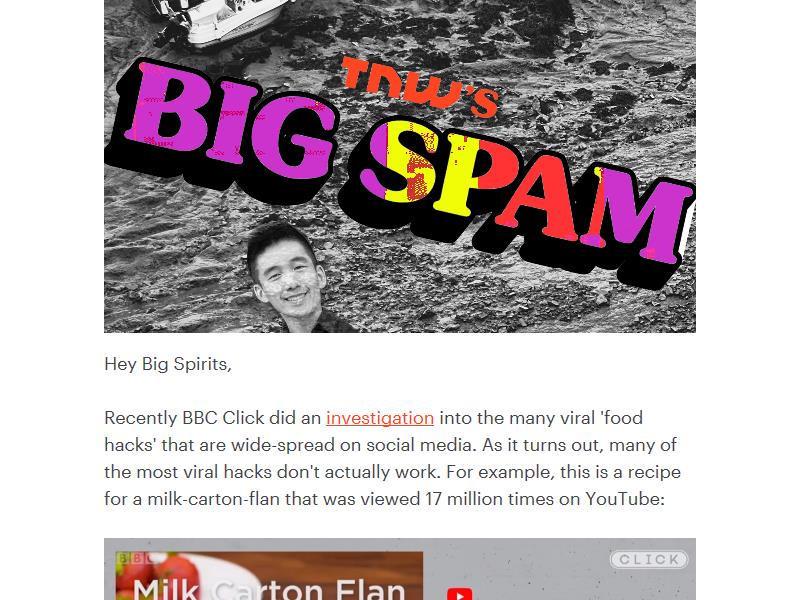 TNW's
BIG SPAM
Hey Big Spirits,
Recently BBC Click did an investigation into the many viral 'food
hacks' that are wide-spread on social media. As it turns out, many of
the most viral hacks don't actually work. For example, this is a recipe
for a milk-carton-flan that was viewed 17 million times on YouTube:
BBC
CLICK
Milk Carton Flan